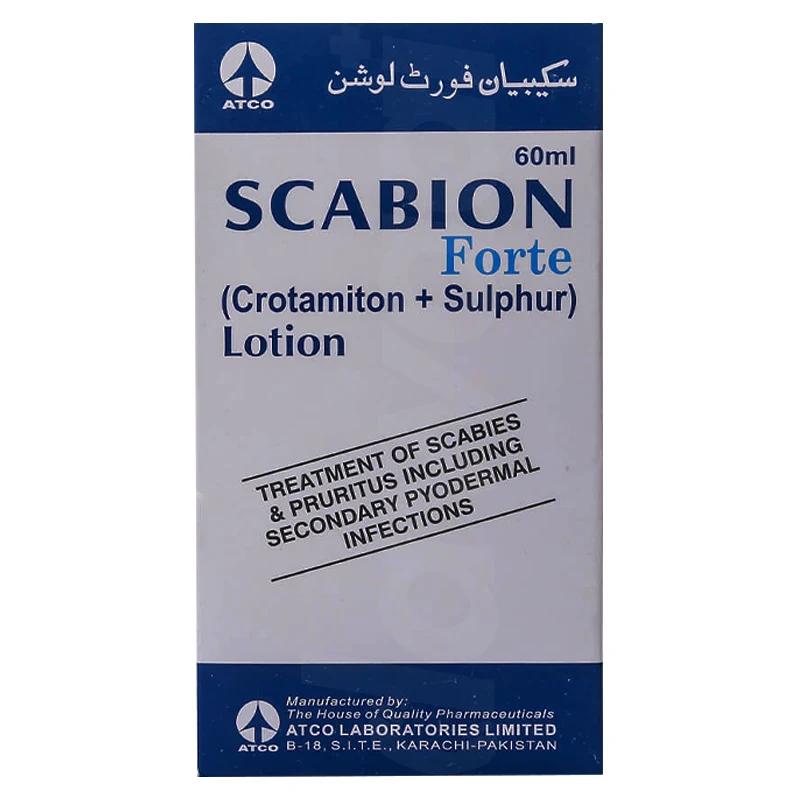 ATCO
سکیبیان فورٹ لوشن
60ml
SCABION
Forte
(Crotamiton + Sulphur)
Lotion
TREATMENT OF SCABIES
& PRURITUS INCLUDING
SECONDARY PYODERMAL
INFECTIONS
ATCO
Manufactured by:
The House of Quality Pharmaceuticals
ATCO LABORATORIES LIMITED
B-18, S.I.T.E., KARACHI-PAKISTAN